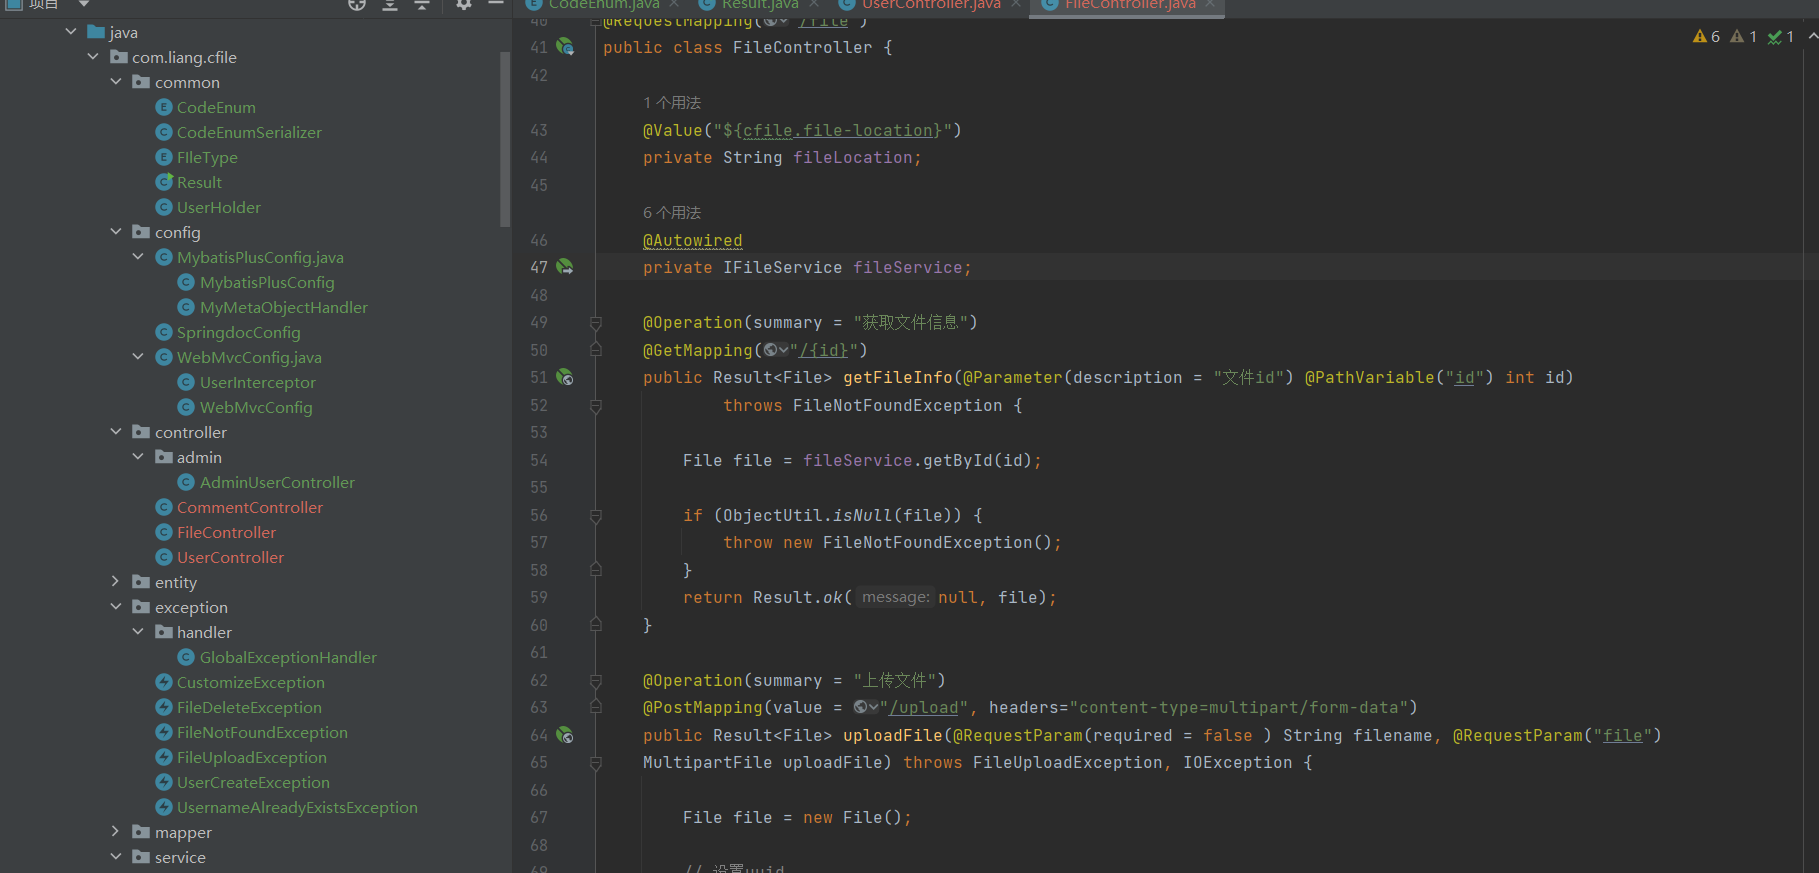 项目
java
com.liang.cfile
common
CodeEnum
CodeEnumSerializer
FIleType
Result
UserHolder
config
MybatisPlusConfig.java
MybatisPlusConfig
MyMetaObjectHandler
SpringdocConfig
WebMvcConfig.java
UserInterceptor
WebMvcConfig
controller
admin
AdminUserController
CommentController
FileController
UserController
entity
exception
handler
GlobalExceptionHandler
CustomizeException
FileDeleteException
FileNotFoundException
FileUploadException
UserCreateException
UsernameAlreadyExistsException
mapper
service
CodeEnum.java Result.java UserController.java FileController.java
6 1 1
40 @RequestMapping("/file")
41 public class FileController {
42
1 个用法
43 @Value("${cfile.file-location}")
44 private String fileLocation;
45
6 个用法
46 @Autowired
47 private IFileService fileService;
48
49 @Operation(summary = "获取文件信息")
50 @GetMapping("/{id}")
51 public Result<File> getFileInfo(@Parameter(description = "文件id") @PathVariable("id") int id)
52 throws FileNotFoundException {
53
54 File file = fileService.getById(id);
55
56 if (ObjectUtil.isNull(file)) {
57 throw new FileNotFoundException();
58 }
59 return Result.ok( message: null, file);
60 }
61
62 @Operation(summary = "上传文件")
63 @PostMapping(value = "/upload", headers="content-type=multipart/form-data")
64 public Result<File> uploadFile(@RequestParam(required = false ) String filename, @RequestParam("file")
65 MultipartFile uploadFile) throws FileUploadException, IOException {
66
67 File file = new File();
68
69 // 设置uuid